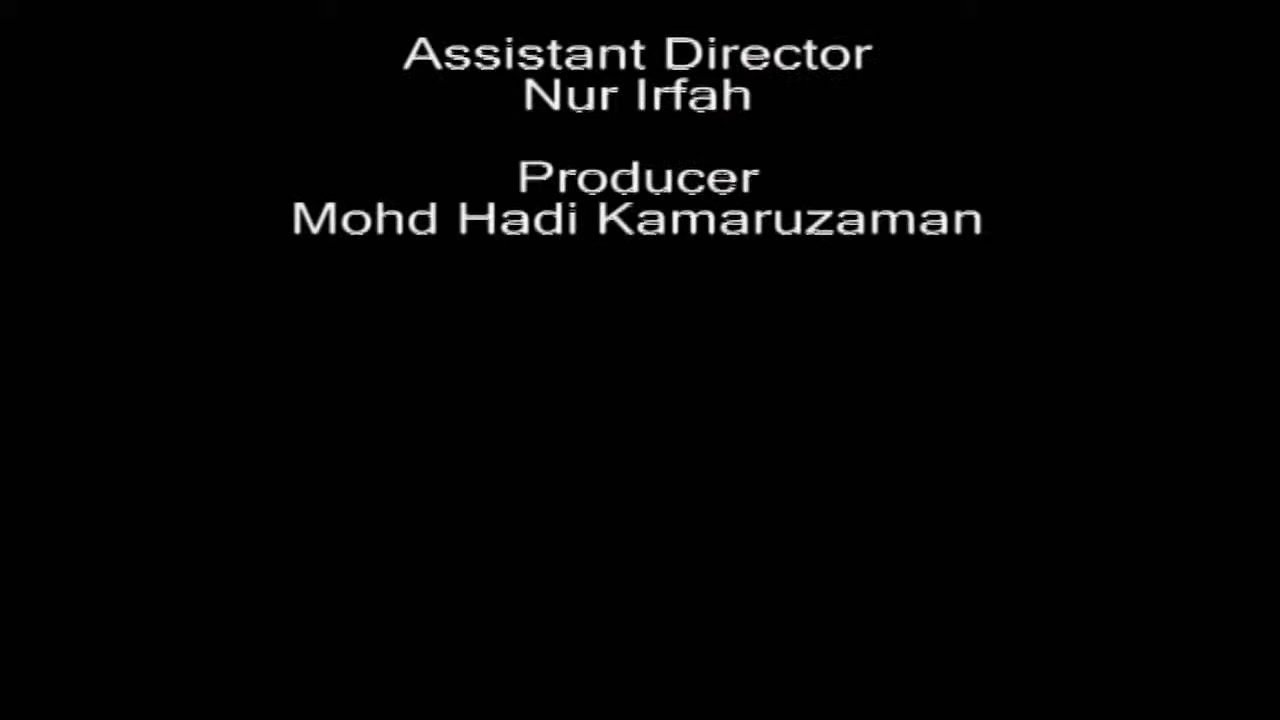 Assistant Director
Nur Irfah
Producer
Mohd Hadi Kamaruzaman